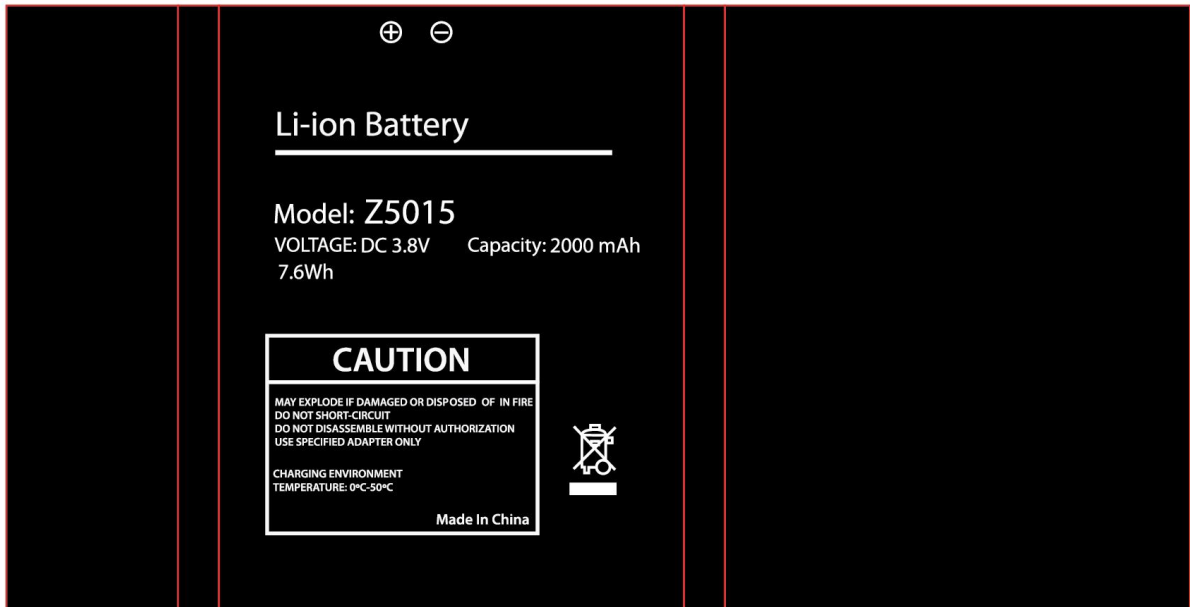 ⊕ ⊖
Li-ion Battery
Model: Z5015
VOLTAGE: DC 3.8V Capacity: 2000 mAh
7.6Wh
CAUTION
MAY EXPLODE IF DAMAGED OR DISPOSED OF IN FIRE
DO NOT SHORT-CIRCUIT
DO NOT DISASSEMBLE WITHOUT AUTHORIZATION
USE SPECIFIED ADAPTER ONLY
CHARGING ENVIRONMENT
TEMPERATURE: 0ºC-50ºC
Made In China